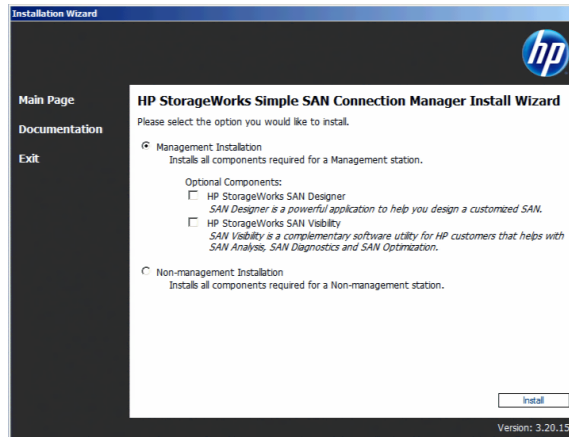 Installation Wizard
hp
Main Page
Documentation
Exit
HP StorageWorks Simple SAN Connection Manager Install Wizard
Please select the option you would like to install.
Management Installation
Installs all components required for a Management station.
Optional Components:
HP StorageWorks SAN Designer
SAN Designer is a powerful application to help you design a customized SAN.
HP StorageWorks SAN Visibility
SAN Visibility is a complementary software utility for HP customers that helps with
SAN Analysis, SAN Diagnostics and SAN Optimization.
Non-management Installation
Installs all components required for a Non-management station.
Install
Version: 3.20.15